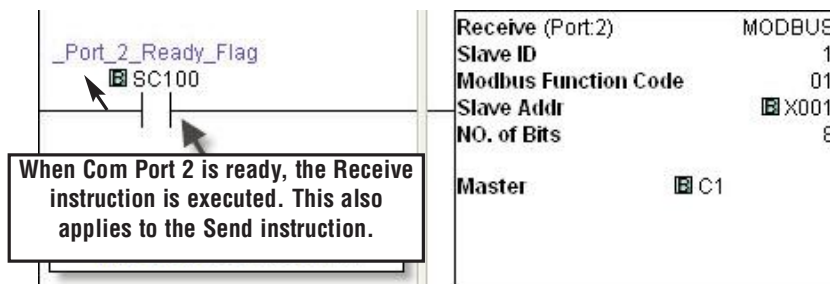 _Port_2_Ready_Flag
B SC100
When Com Port 2 is ready, the Receive
instruction is executed. This also
applies to the Send instruction.
Receive (Port:2) MODBUS
Slave ID 1
Modbus Function Code 01
Slave Addr B X001
NO. of Bits 8
Master B C1